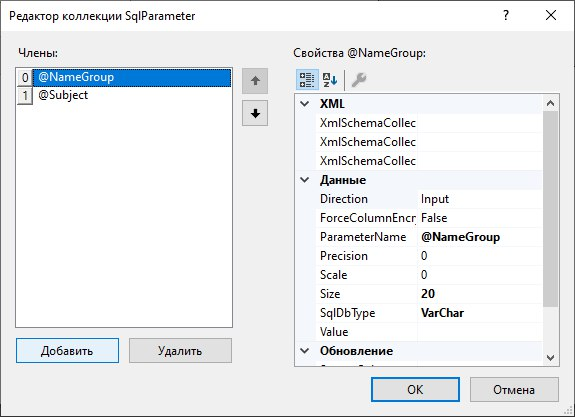 Редактор коллекции SqlParameter
Члены:
Свойства @NameGroup:
0 @NameGroup
1 @Subject
XML
XmlSchemaCollec
XmlSchemaCollec
XmlSchemaCollec
Данные
Direction Input
ForceColumnEncr False
ParameterName @NameGroup
Precision 0
Scale 0
Size 20
SqlDbType VarChar
Value
Обновление
Добавить
Удалить
OK
Отмена